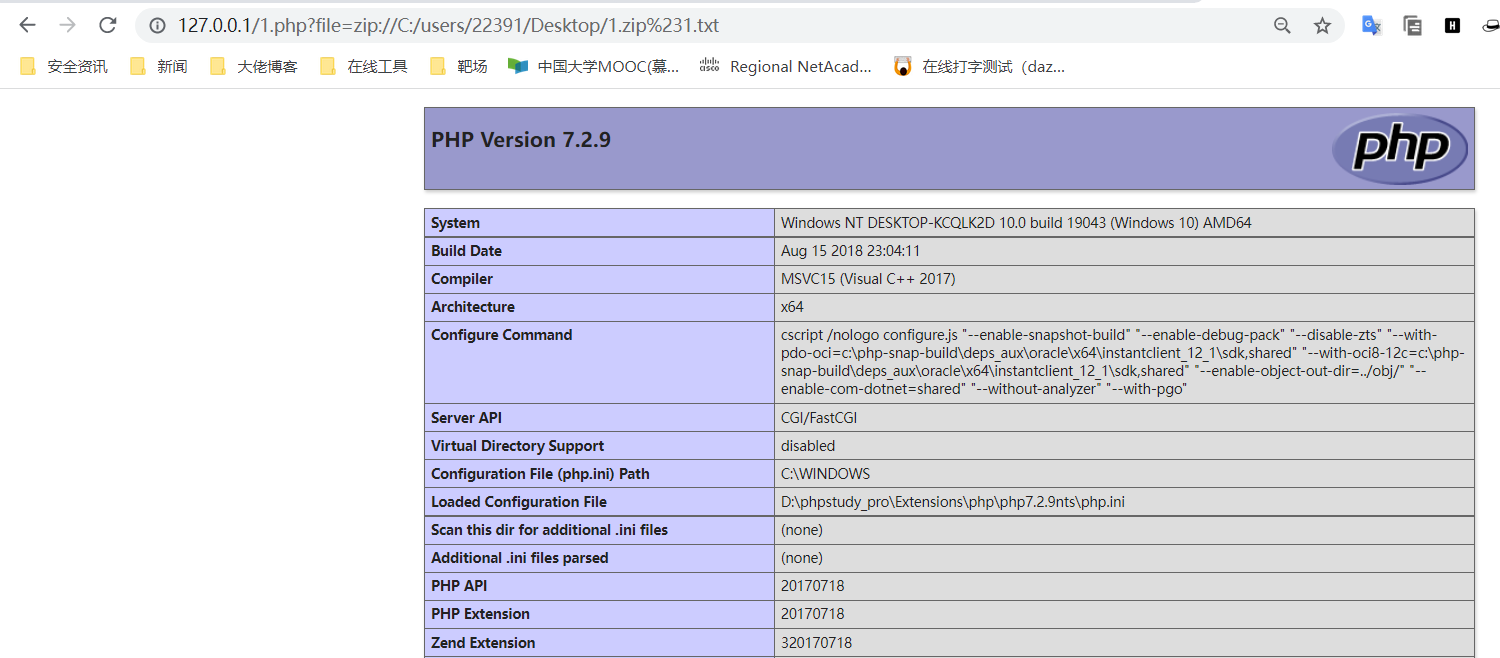 127.0.0.1/1.php?file=zip://C:/users/22391/Desktop/1.zip%231.txt
安全资讯 新闻 大佬博客 在线工具 靶场 中国大学MOOC(慕... Regional NetAcad... 在线打字测试（daz...
PHP Version 7.2.9 php
System Windows NT DESKTOP-KCQLK2D 10.0 build 19043 (Windows 10) AMD64
Build Date Aug 15 2018 23:04:11
Compiler MSVC15 (Visual C++ 2017)
Architecture x64
Configure Command cscript /nologo configure.js "--enable-snapshot-build" "--enable-debug-pack" "--disable-zts" "--with-
pdo-oci=c:\php-snap-build\deps_aux\oracle\x64\instantclient_12_1\sdk,shared" "--with-oci8-12c=c:\php-
snap-build\deps_aux\oracle\x64\instantclient_12_1\sdk,shared" "--enable-object-out-dir=../obj/" "--
enable-com-dotnet=shared" "--without-analyzer" "--with-pgo"
Server API CGI/FastCGI
Virtual Directory Support disabled
Configuration File (php.ini) Path C:\WINDOWS
Loaded Configuration File D:\phpstudy_pro\Extensions\php\php7.2.9nts\php.ini
Scan this dir for additional .ini files (none)
Additional .ini files parsed (none)
PHP API 20170718
PHP Extension 20170718
Zend Extension 320170718